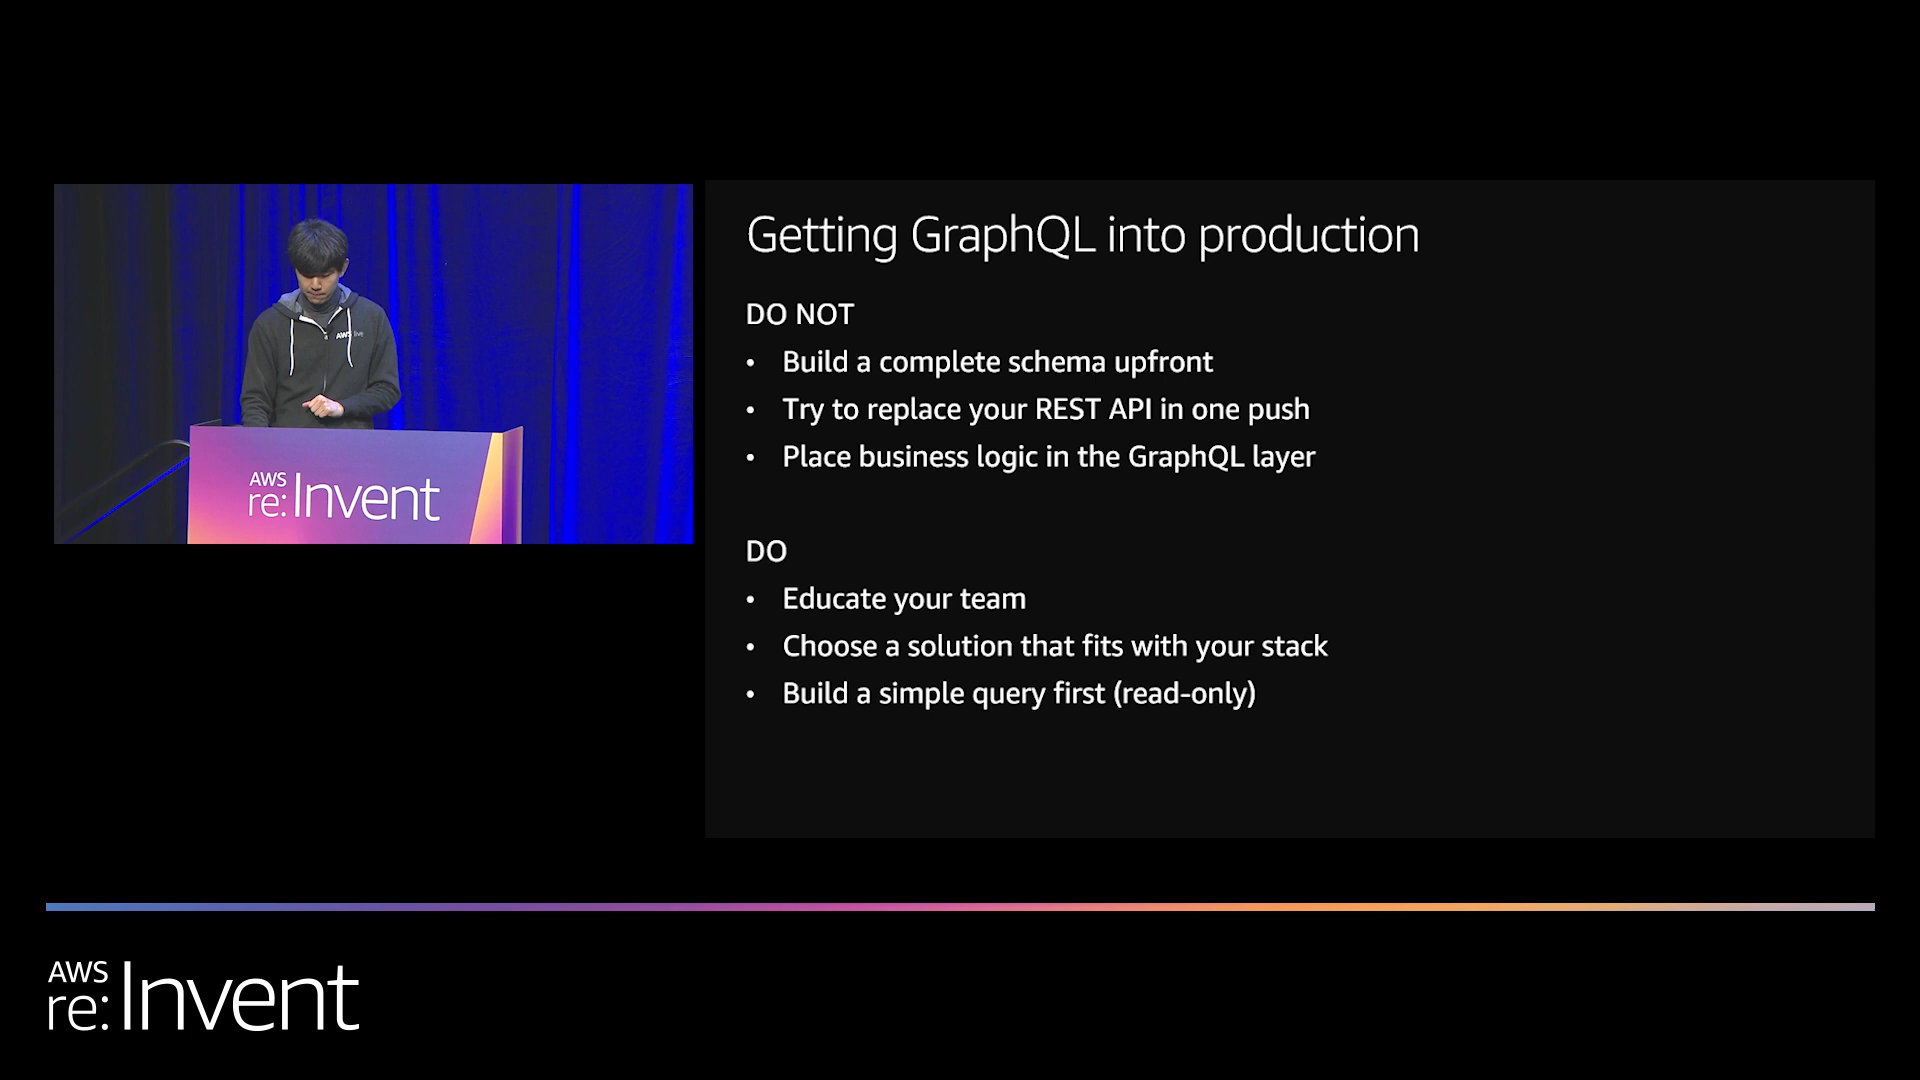 Getting GraphQL into production
DO NOT
• Build a complete schema upfront
• Try to replace your REST API in one push
• Place business logic in the GraphQL layer
DO
• Educate your team
• Choose a solution that fits with your stack
• Build a simple query first (read-only)
AWS live
AWS
re:Invent
AWS
re:Invent